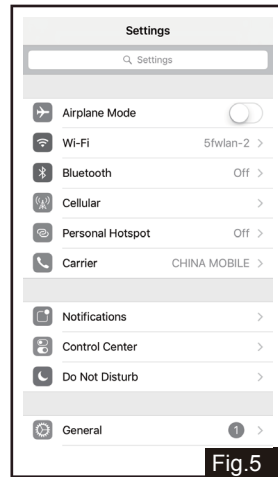 Settings
Settings
Airplane Mode
Wi-Fi 5fwlan-2
Bluetooth Off
Cellular
Personal Hotspot Off
Carrier CHINA MOBILE
Notifications
Control Center
Do Not Disturb
General 1
Fig.5